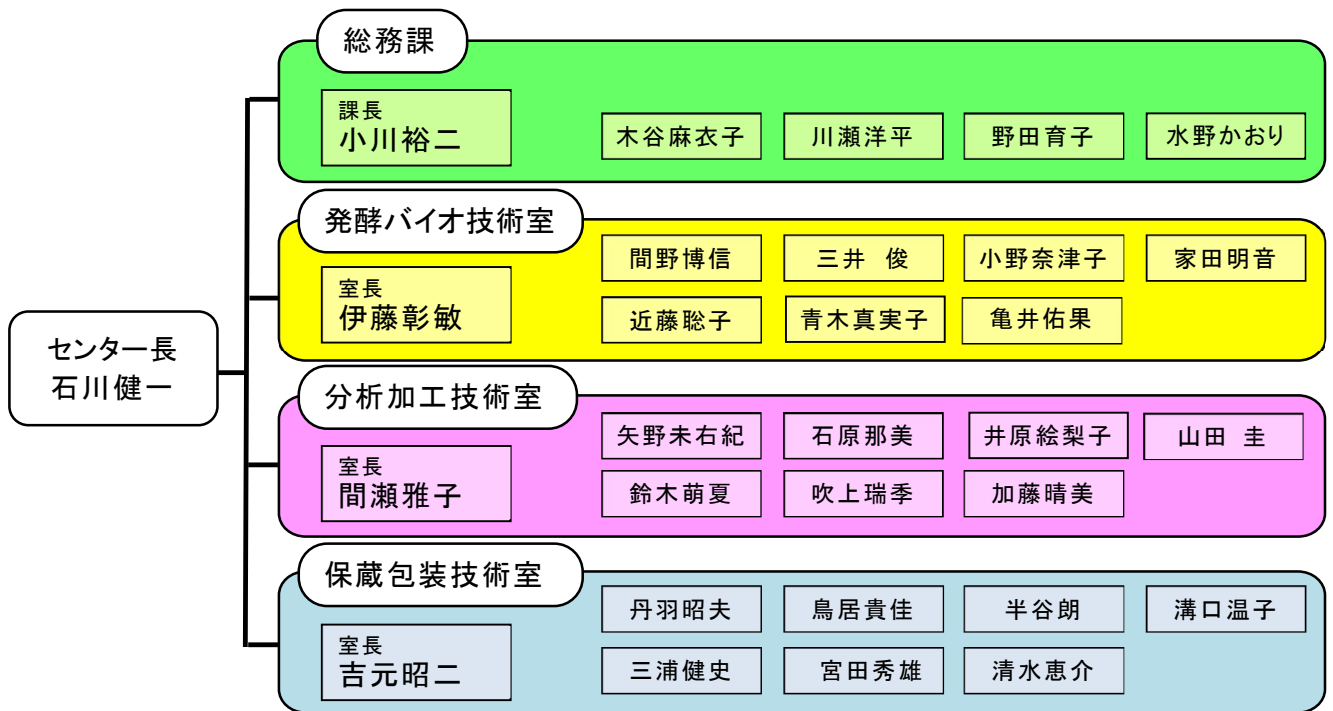 総務課
課長
小川裕二
木谷麻衣子
川瀬洋平
野田育子
水野かおり
発酵バイオ技術室
室長
伊藤彰敏
間野博信
三井 俊
小野奈津子
家田明音
近藤聡子
青木真実子
亀井佑果
センター長
石川健一
分析加工技術室
室長
間瀬雅子
矢野未右紀
石原那美
井原絵梨子
山田 圭
鈴木萌夏
吹上瑞季
加藤晴美
保蔵包装技術室
室長
吉元昭二
丹羽昭夫
鳥居貴佳
半谷朗
溝口温子
三浦健史
宮田秀雄
清水恵介